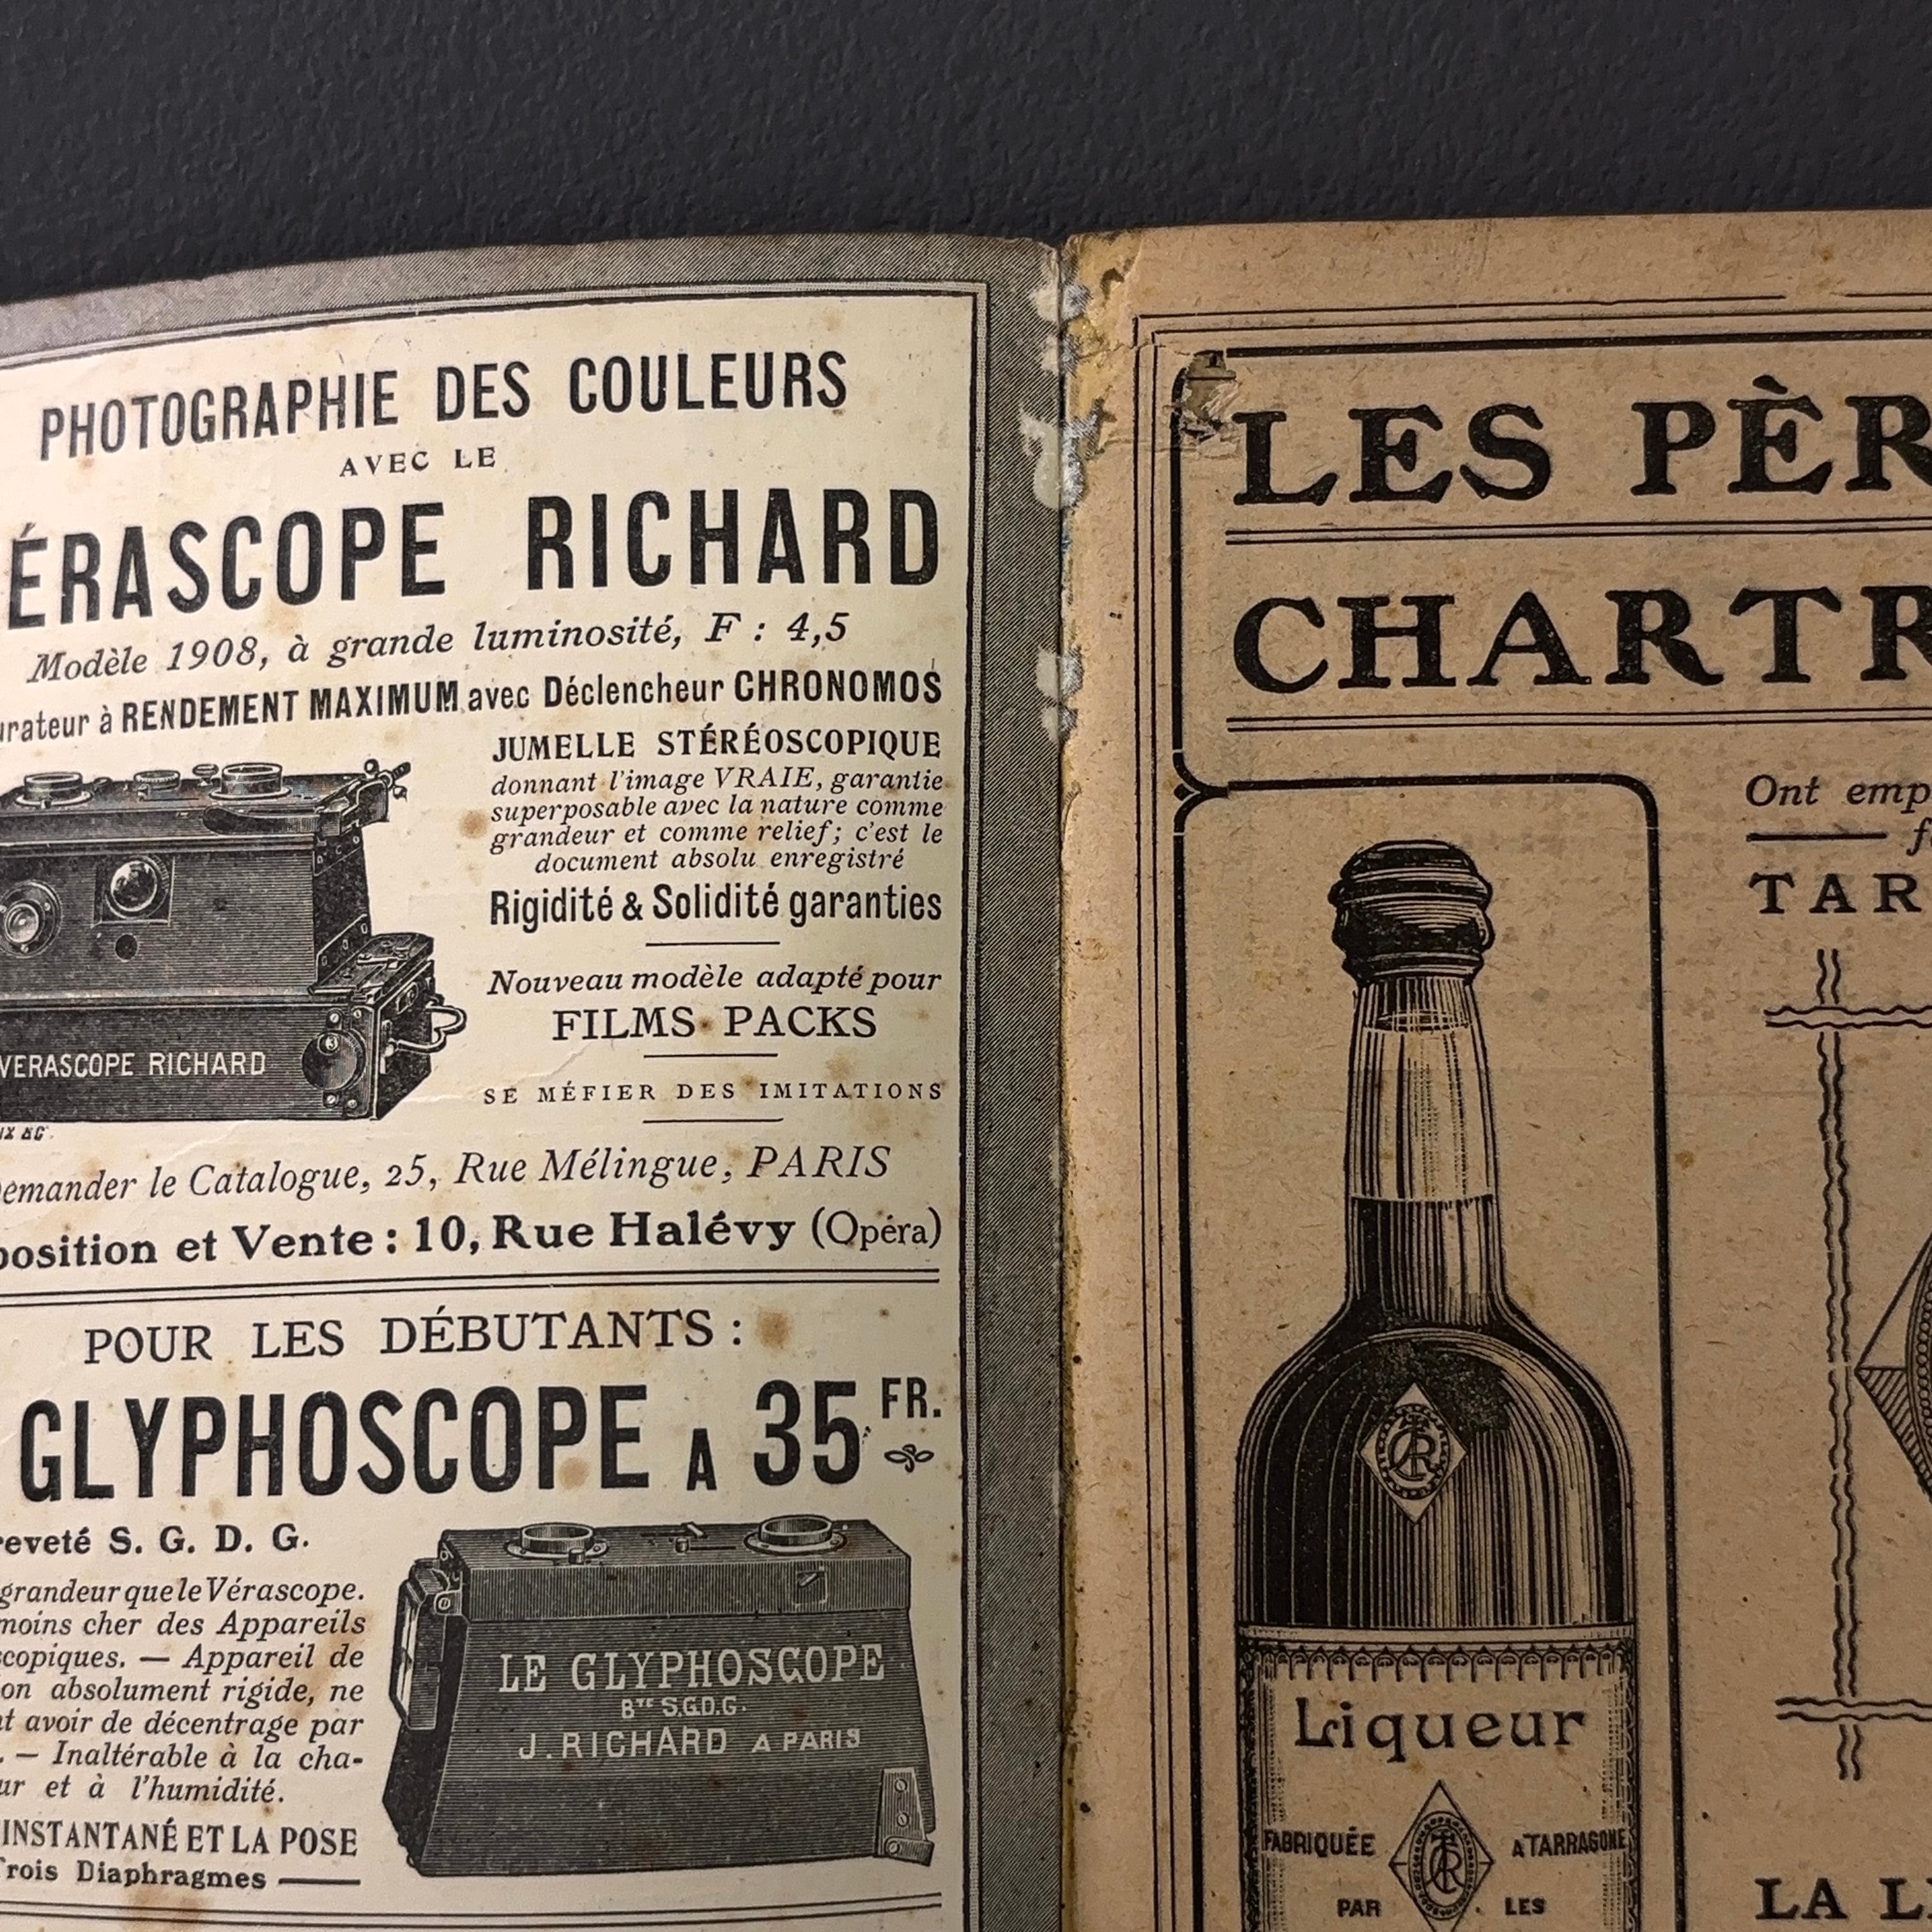 PHOTOGRAPHIE DES COULEURS
AVEC LE
ÉRASCOPE RICHARD
Modèle 1908, à grande luminosité, F : 4,5
urateur à RENDEMENT MAXIMUM avec Déclencheur CHRONOMOS
JUMELLE STÉRÉOSCOPIQUE
donnant l'image VRAIE, garantie
superposable avec la nature comme
grandeur et comme relief; c'est le
document absolu enregistré
Rigidité & Solidité garanties
Nouveau modèle adapté pour
FILMS PACKS
SE MÉFIER DES IMITATIONS
VERASCOPE RICHARD
emander le Catalogue, 25, Rue Mélingue, PARIS
position et Vente : 10, Rue Halévy (Opéra)
POUR LES DÉBUTANTS :
GLYPHOSCOPE A 35 FR.
reveté S. G. D. G.
grandeur que le Vérascope.
moins cher des Appareils
scopiques. — Appareil de
on absolument rigide, ne
t avoir de décentrage par
. — Inaltérable à la cha-
ur et à l'humidité.
INSTANTANÉ ET LA POSE
Trois Diaphragmes
LE GLYPHOSCOPE
Bté S.G.D.G.
J. RICHARD A PARIS
LES PÈR
CHARTR
Ont emp
f
TAR
Liqueur
FABRIQUÉE A TARRAGONE
PAR LES
LA L